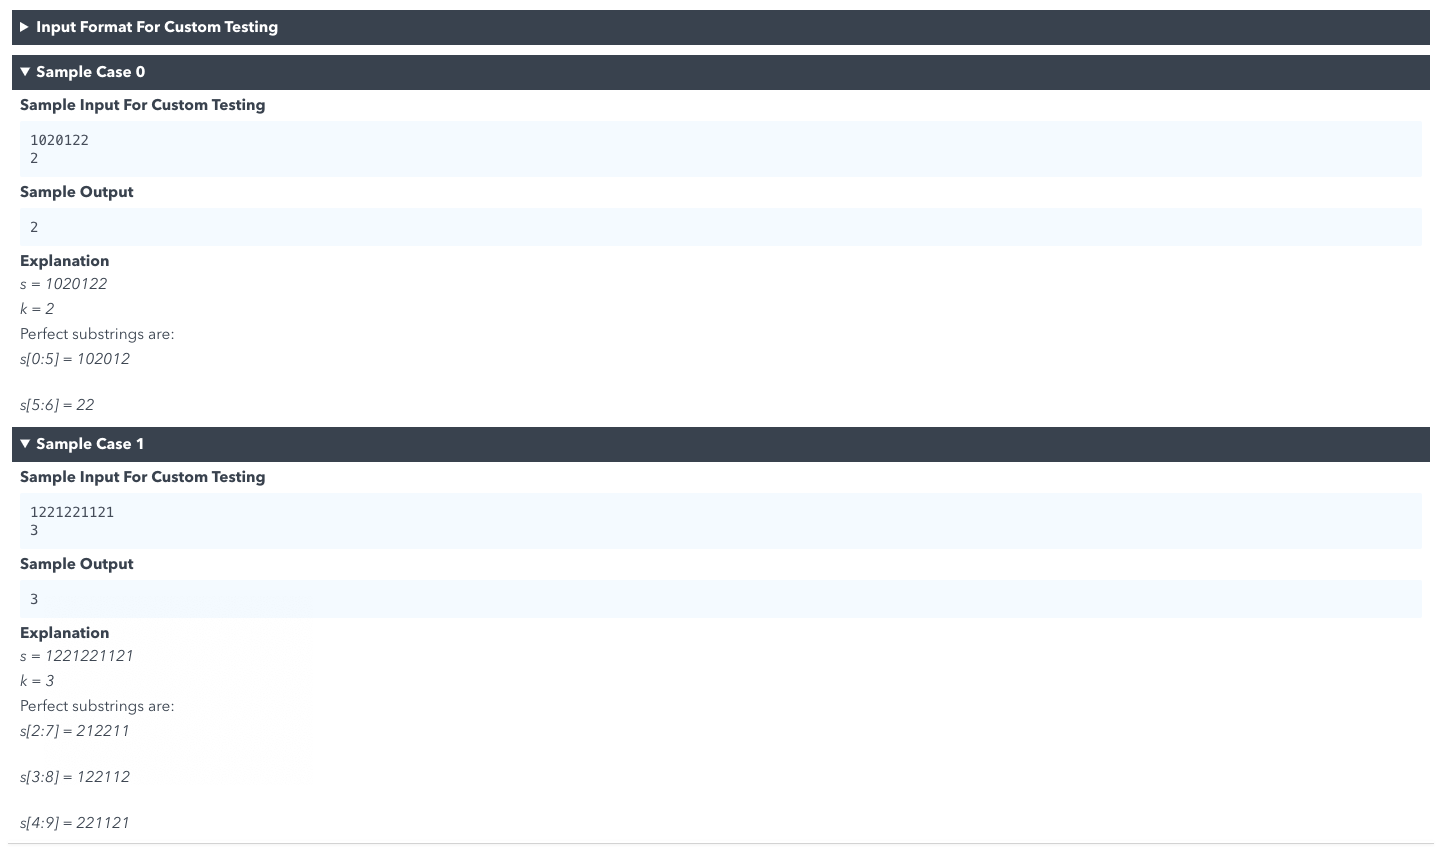 Input Format For Custom Testing
Sample Case 0
Sample Input For Custom Testing
1020122
2
Sample Output
2
Explanation
s = 1020122
k = 2
Perfect substrings are:
s[0:5] = 102012
s[5:6] = 22
Sample Case 1
Sample Input For Custom Testing
1221221121
3
Sample Output
3
Explanation
s = 1221221121
k = 3
Perfect substrings are:
s[2:7] = 212211
s[3:8] = 122112
s[4:9] = 221121